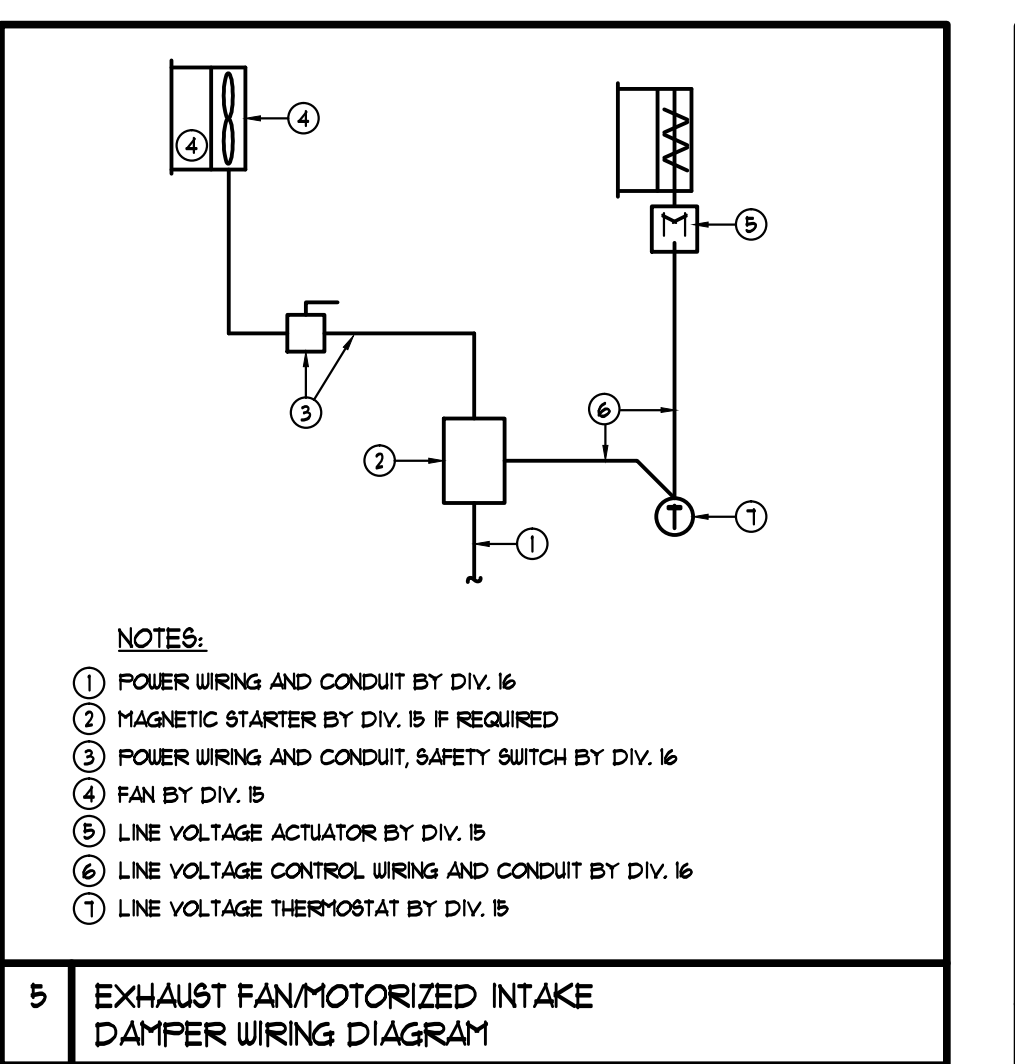 4
4
M
5
3
6
2
T
7
1
NOTES:
1 POWER WIRING AND CONDUIT BY DIV. 16
2 MAGNETIC STARTER BY DIV. 15 IF REQUIRED
3 POWER WIRING AND CONDUIT, SAFETY SWITCH BY DIV. 16
4 FAN BY DIV. 15
5 LINE VOLTAGE ACTUATOR BY DIV. 15
6 LINE VOLTAGE CONTROL WIRING AND CONDUIT BY DIV. 16
7 LINE VOLTAGE THERMOSTAT BY DIV. 15
5 EXHAUST FAN/MOTORIZED INTAKE
DAMPER WIRING DIAGRAM